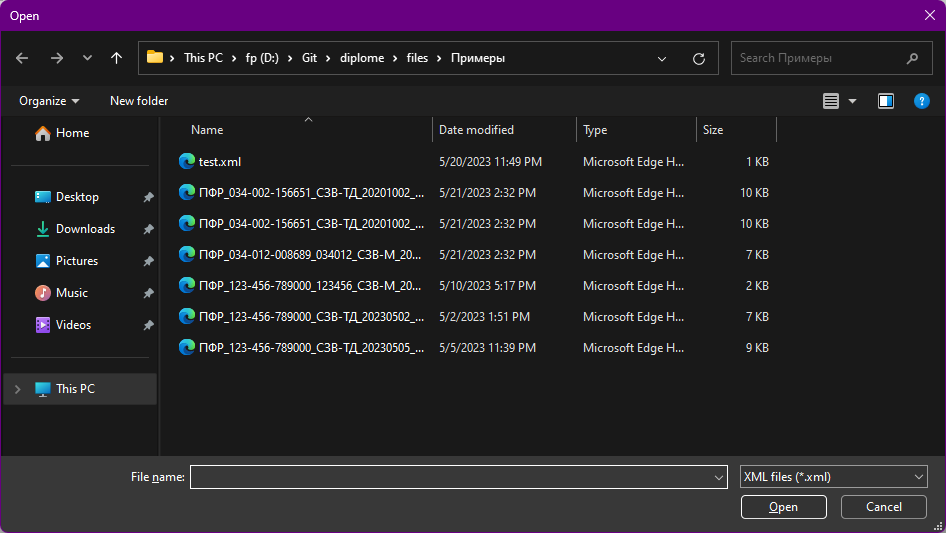 Open
This PC > fp (D:) > Git > diplome > files > Примеры
Search Примеры
Organize
New folder
Home
Desktop
Downloads
Pictures
Music
Videos
This PC
Name Date modified Type Size
test.xml 5/20/2023 11:49 PM Microsoft Edge H... 1 KB
ПФР_034-002-156651_СЗВ-ТД_20201002_... 5/21/2023 2:32 PM Microsoft Edge H... 10 KB
ПФР_034-002-156651_СЗВ-ТД_20201002_... 5/21/2023 2:32 PM Microsoft Edge H... 10 KB
ПФР_034-012-008689_034012_СЗВ-М_20... 5/21/2023 2:32 PM Microsoft Edge H... 7 KB
ПФР_123-456-789000_123456_СЗВ-М_20... 5/10/2023 5:17 PM Microsoft Edge H... 2 KB
ПФР_123-456-789000_СЗВ-ТД_20230502_... 5/2/2023 1:51 PM Microsoft Edge H... 7 KB
ПФР_123-456-789000_СЗВ-ТД_20230505_... 5/5/2023 11:39 PM Microsoft Edge H... 9 KB
File name:
XML files (*.xml)
Open
Cancel